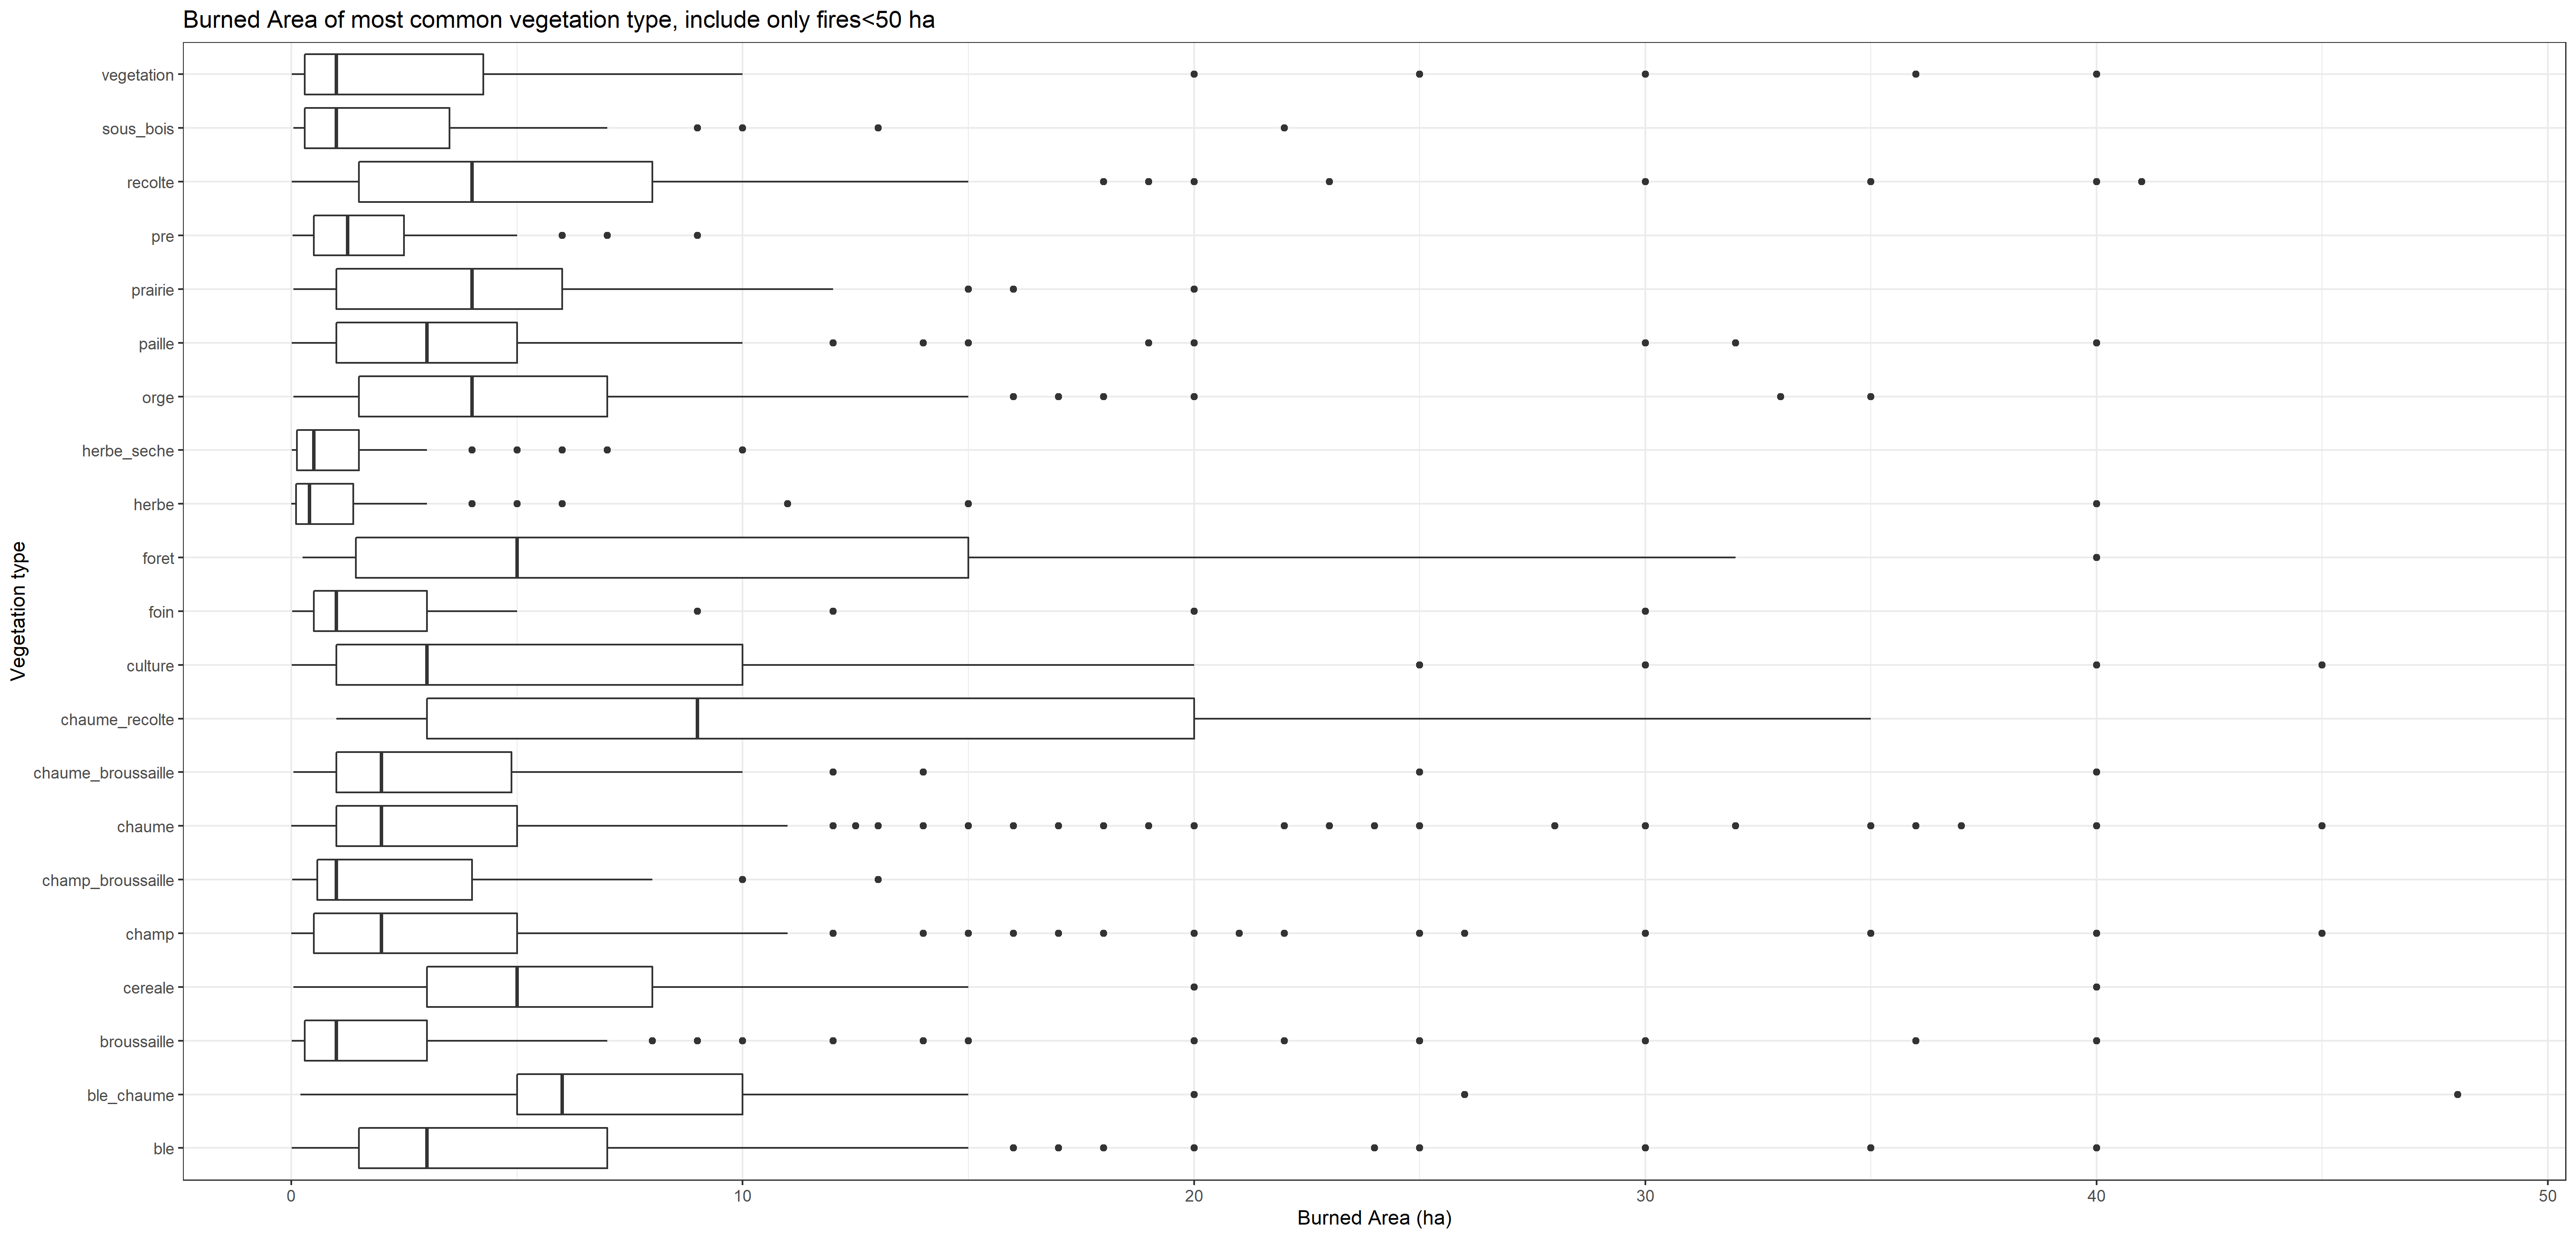 Burned Area of most common vegetation type, include only fires<50 ha
Vegetation type
vegetation
sous_bois
recolte
pre
prairie
paille
orge
herbe_seche
herbe
foret
foin
culture
chaume_recolte
chaume_broussaille
chaume
champ_broussaille
champ
cereale
broussaille
ble_chaume
ble
0 10 20 30 40 50
Burned Area (ha)